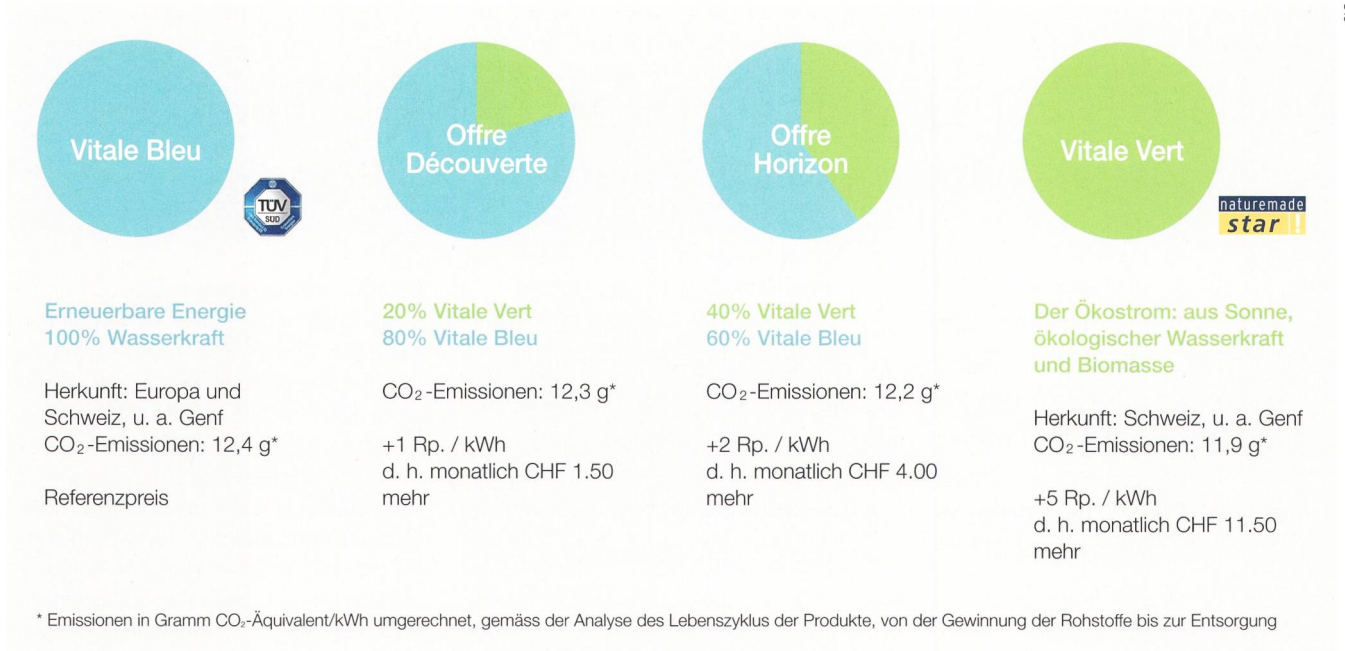 Vitale Bleu
TÜV
SÜD
Erneuerbare Energie
100% Wasserkraft
Herkunft: Europa und
Schweiz, u. a. Genf
CO₂-Emissionen: 12,4 g*
Referenzpreis
Offre
Découverte
20% Vitale Vert
80% Vitale Bleu
CO₂-Emissionen: 12,3 g*
+1 Rp. / kWh
d. h. monatlich CHF 1.50
mehr
Offre
Horizon
40% Vitale Vert
60% Vitale Bleu
CO₂-Emissionen: 12,2 g*
+2 Rp. / kWh
d. h. monatlich CHF 4.00
mehr
Vitale Vert
naturemade
star !
Der Ökostrom: aus Sonne,
ökologischer Wasserkraft
und Biomasse
Herkunft: Schweiz, u. a. Genf
CO₂-Emissionen: 11,9 g*
+5 Rp. / kWh
d. h. monatlich CHF 11.50
mehr
* Emissionen in Gramm CO₂-Äquivalent/kWh umgerechnet, gemäss der Analyse des Lebenszyklus der Produkte, von der Gewinnung der Rohstoffe bis zur Entsorgung